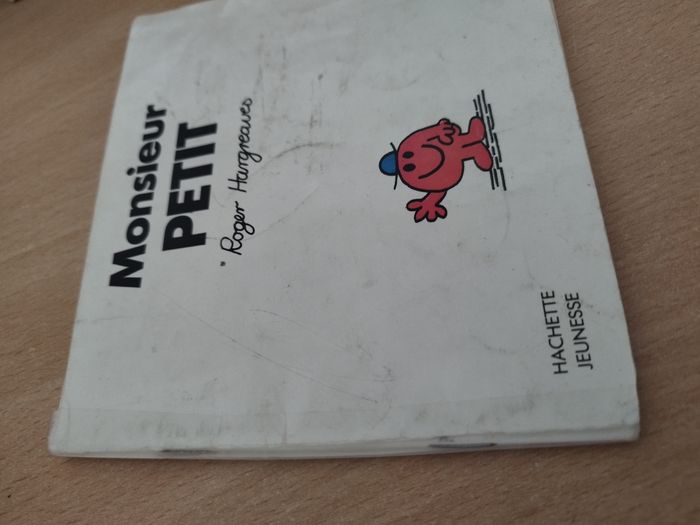 Monsieur
PETIT
Roger Hargreaves
HACHETTE
JEUNESSE